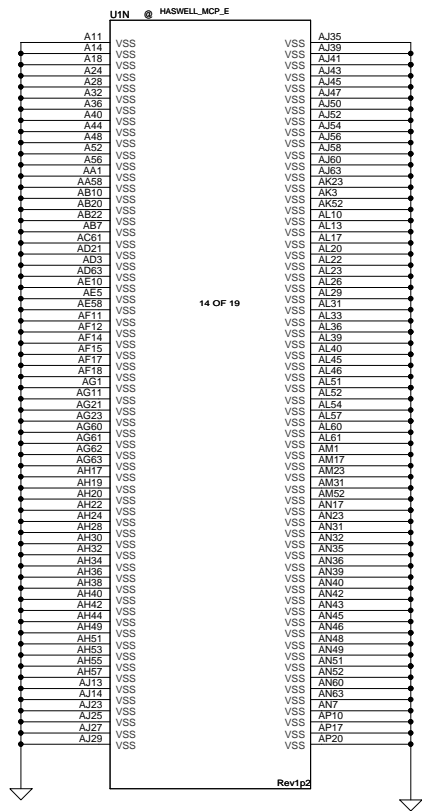 U1N @ HASWELL_MCP_E
A11 VSS VSS AJ35
A14 VSS VSS AJ39
A18 VSS VSS AJ41
A24 VSS VSS AJ43
A28 VSS VSS AJ45
A32 VSS VSS AJ47
A36 VSS VSS AJ50
A40 VSS VSS AJ52
A44 VSS VSS AJ54
A48 VSS VSS AJ56
A52 VSS VSS AJ58
A56 VSS VSS AJ60
AA1 VSS VSS AJ63
AA58 VSS VSS AK23
AB10 VSS VSS AK3
AB20 VSS VSS AK52
AB22 VSS VSS AL10
AB7 VSS VSS AL13
AC61 VSS VSS AL17
AD21 VSS VSS AL20
AD3 VSS VSS AL22
AD63 VSS VSS AL23
AE10 VSS VSS AL26
AE5 VSS VSS AL29
AE58 VSS 14 OF 19 VSS AL31
AF11 VSS VSS AL33
AF12 VSS VSS AL36
AF14 VSS VSS AL39
AF15 VSS VSS AL40
AF17 VSS VSS AL45
AF18 VSS VSS AL46
AG1 VSS VSS AL51
AG11 VSS VSS AL52
AG21 VSS VSS AL54
AG23 VSS VSS AL57
AG60 VSS VSS AL60
AG61 VSS VSS AL61
AG62 VSS VSS AM1
AG63 VSS VSS AM17
AH17 VSS VSS AM23
AH19 VSS VSS AM31
AH20 VSS VSS AM52
AH22 VSS VSS AN17
AH24 VSS VSS AN23
AH28 VSS VSS AN31
AH30 VSS VSS AN32
AH32 VSS VSS AN35
AH34 VSS VSS AN36
AH36 VSS VSS AN39
AH38 VSS VSS AN40
AH40 VSS VSS AN42
AH42 VSS VSS AN43
AH44 VSS VSS AN45
AH49 VSS VSS AN46
AH51 VSS VSS AN48
AH53 VSS VSS AN49
AH55 VSS VSS AN51
AH57 VSS VSS AN52
AJ13 VSS VSS AN60
AJ14 VSS VSS AN63
AJ23 VSS VSS AN7
AJ25 VSS VSS AP10
AJ27 VSS VSS AP17
AJ29 VSS VSS AP20
Rev1p2